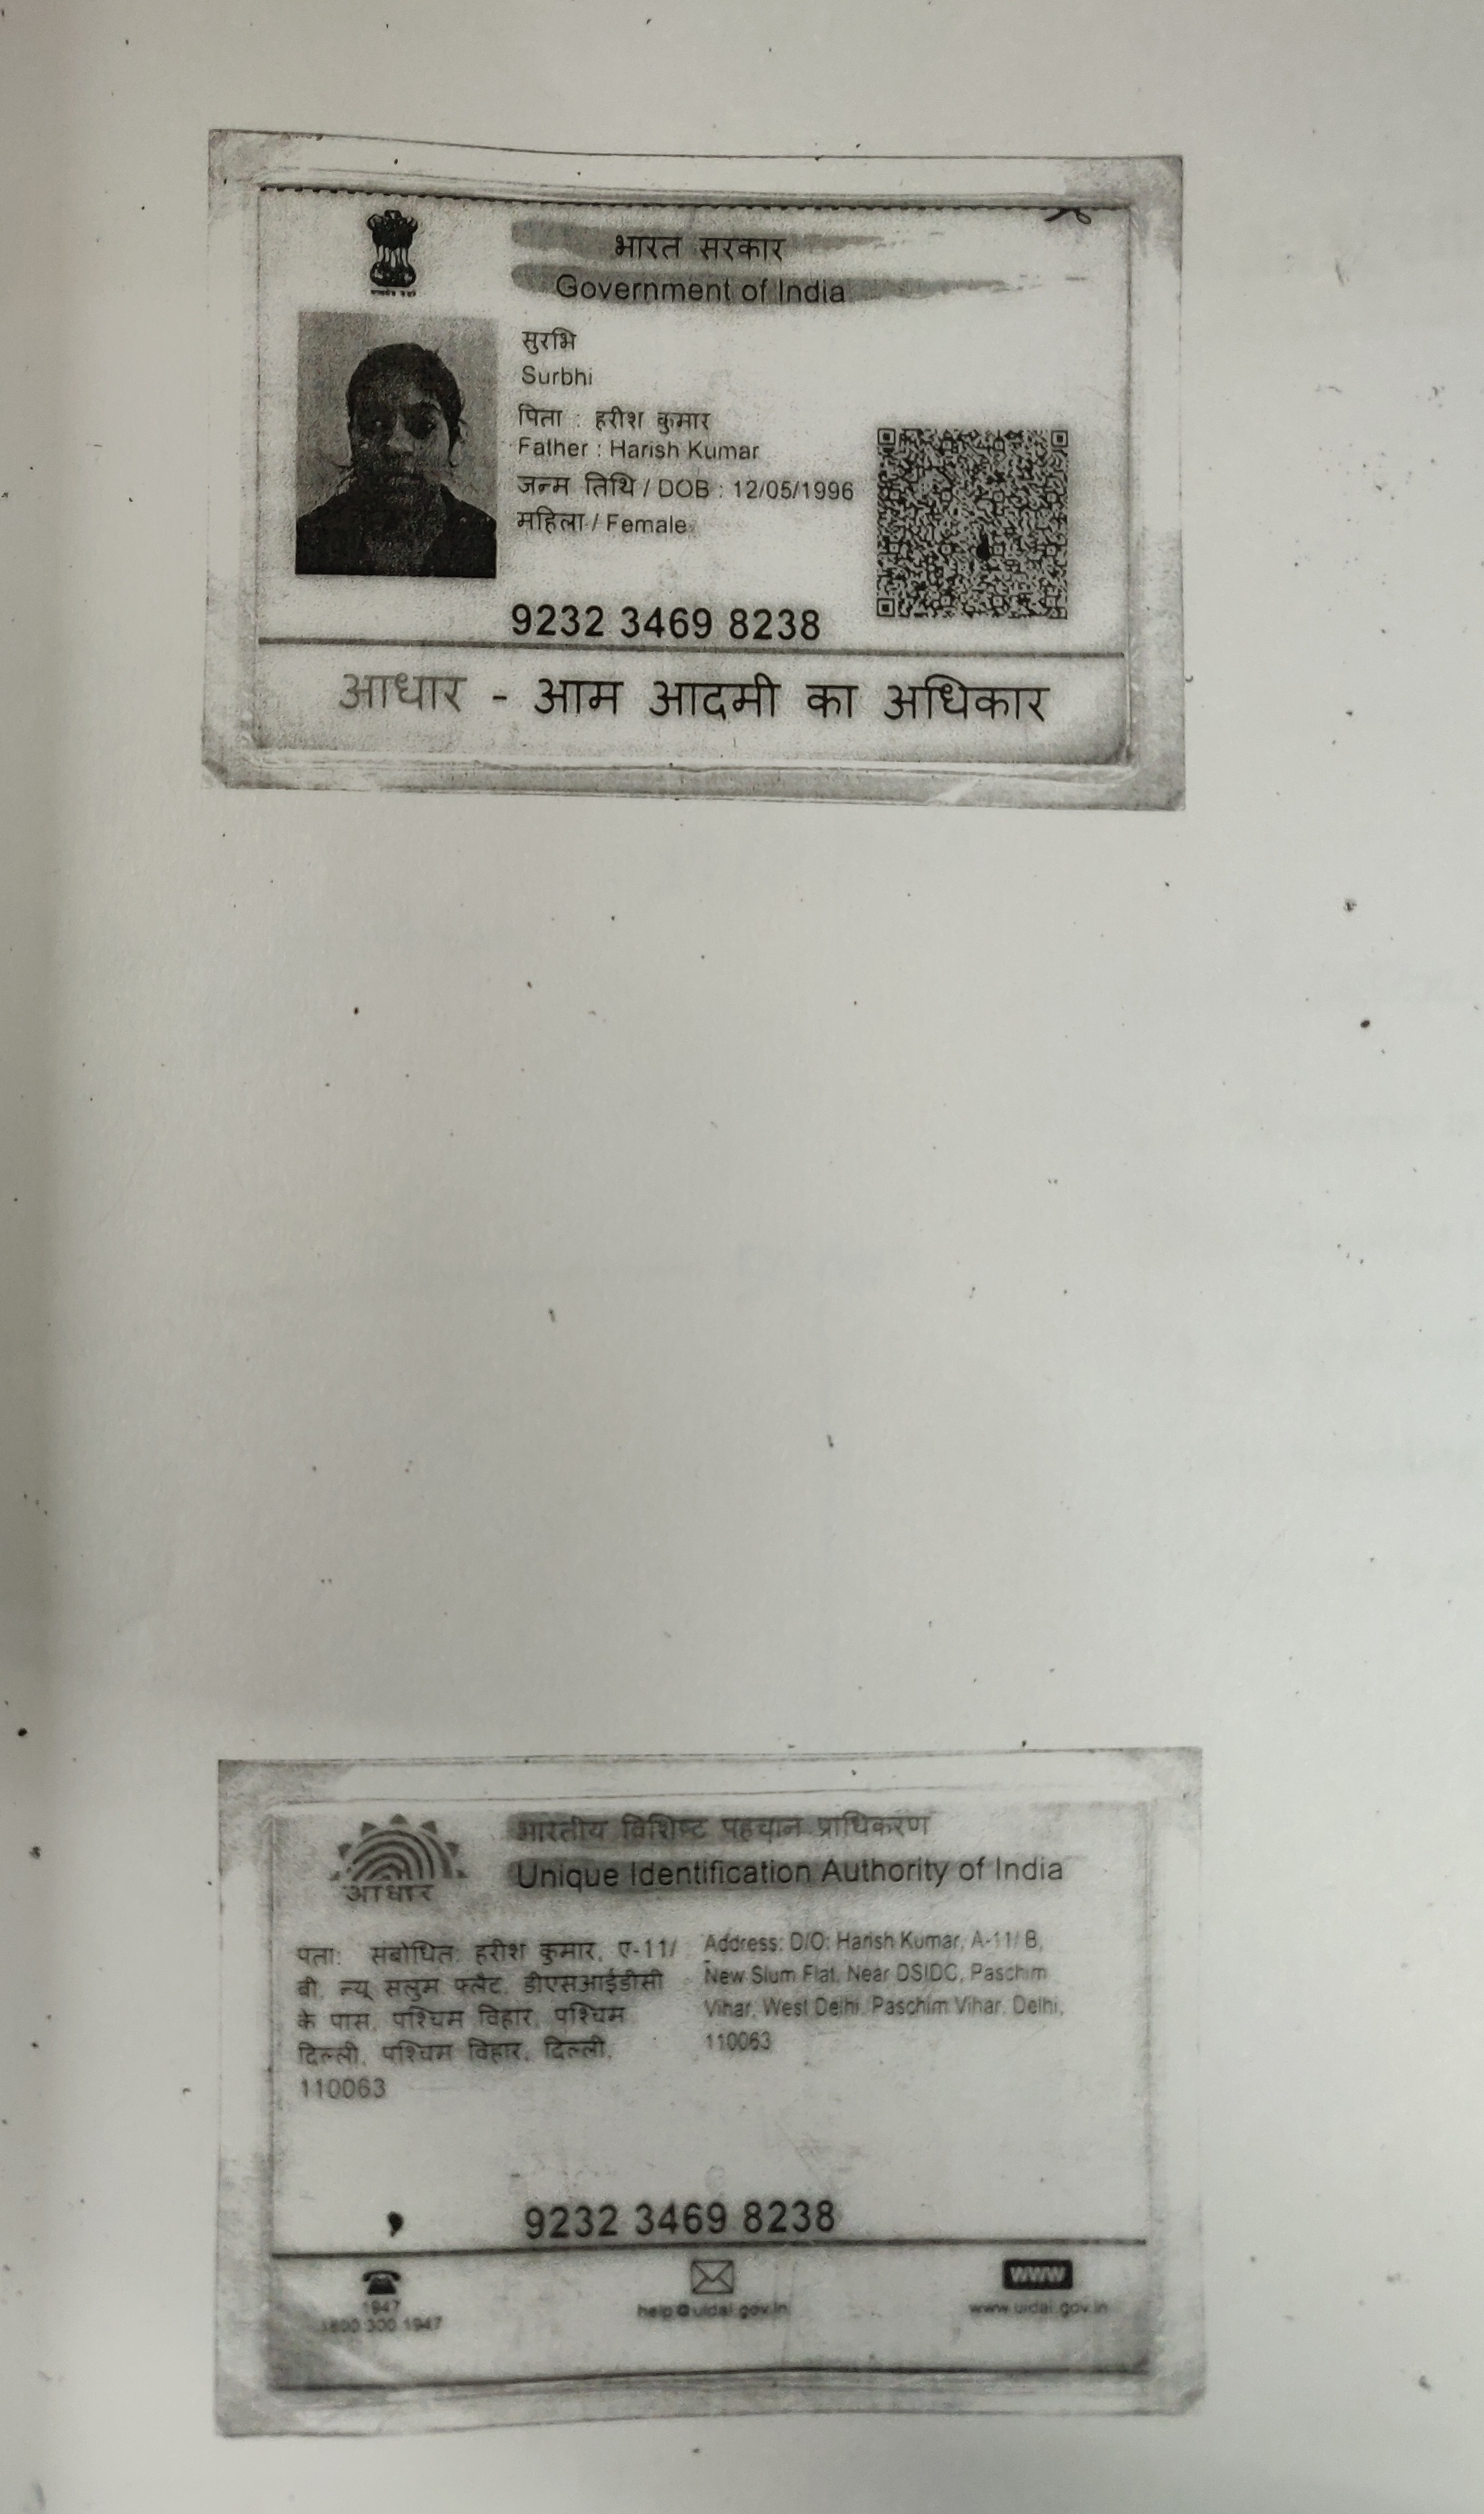 भारत सरकार
Government of India
सुरभि
Surbhi
पिता : हरीश कुमार
Father : Harish Kumar
जन्म तिथि / DOB : 12/05/1996
महिला / Female
9232 3469 8238
आधार - आम आदमी का अधिकार
भारतीय विशिष्ट पहचान प्राधिकरण
Unique Identification Authority of India
आधार
पता: संबोधित: हरीश कुमार, ए-11/
बी, न्यू सलुम फ्लैट, डीएसआईडीसी
के पास, पश्चिम विहार, पश्चिम
दिल्ली, पश्चिम विहार, दिल्ली,
110063
Address: D/O: Harish Kumar, A-11/ B,
New Slum Flat, Near DSIDC, Paschim
Vihar, West Delhi, Paschim Vihar, Delhi,
110063
9232 3469 8238
1947
1800 300 1947
help@uidai.gov.in
www
www.uidai.gov.in